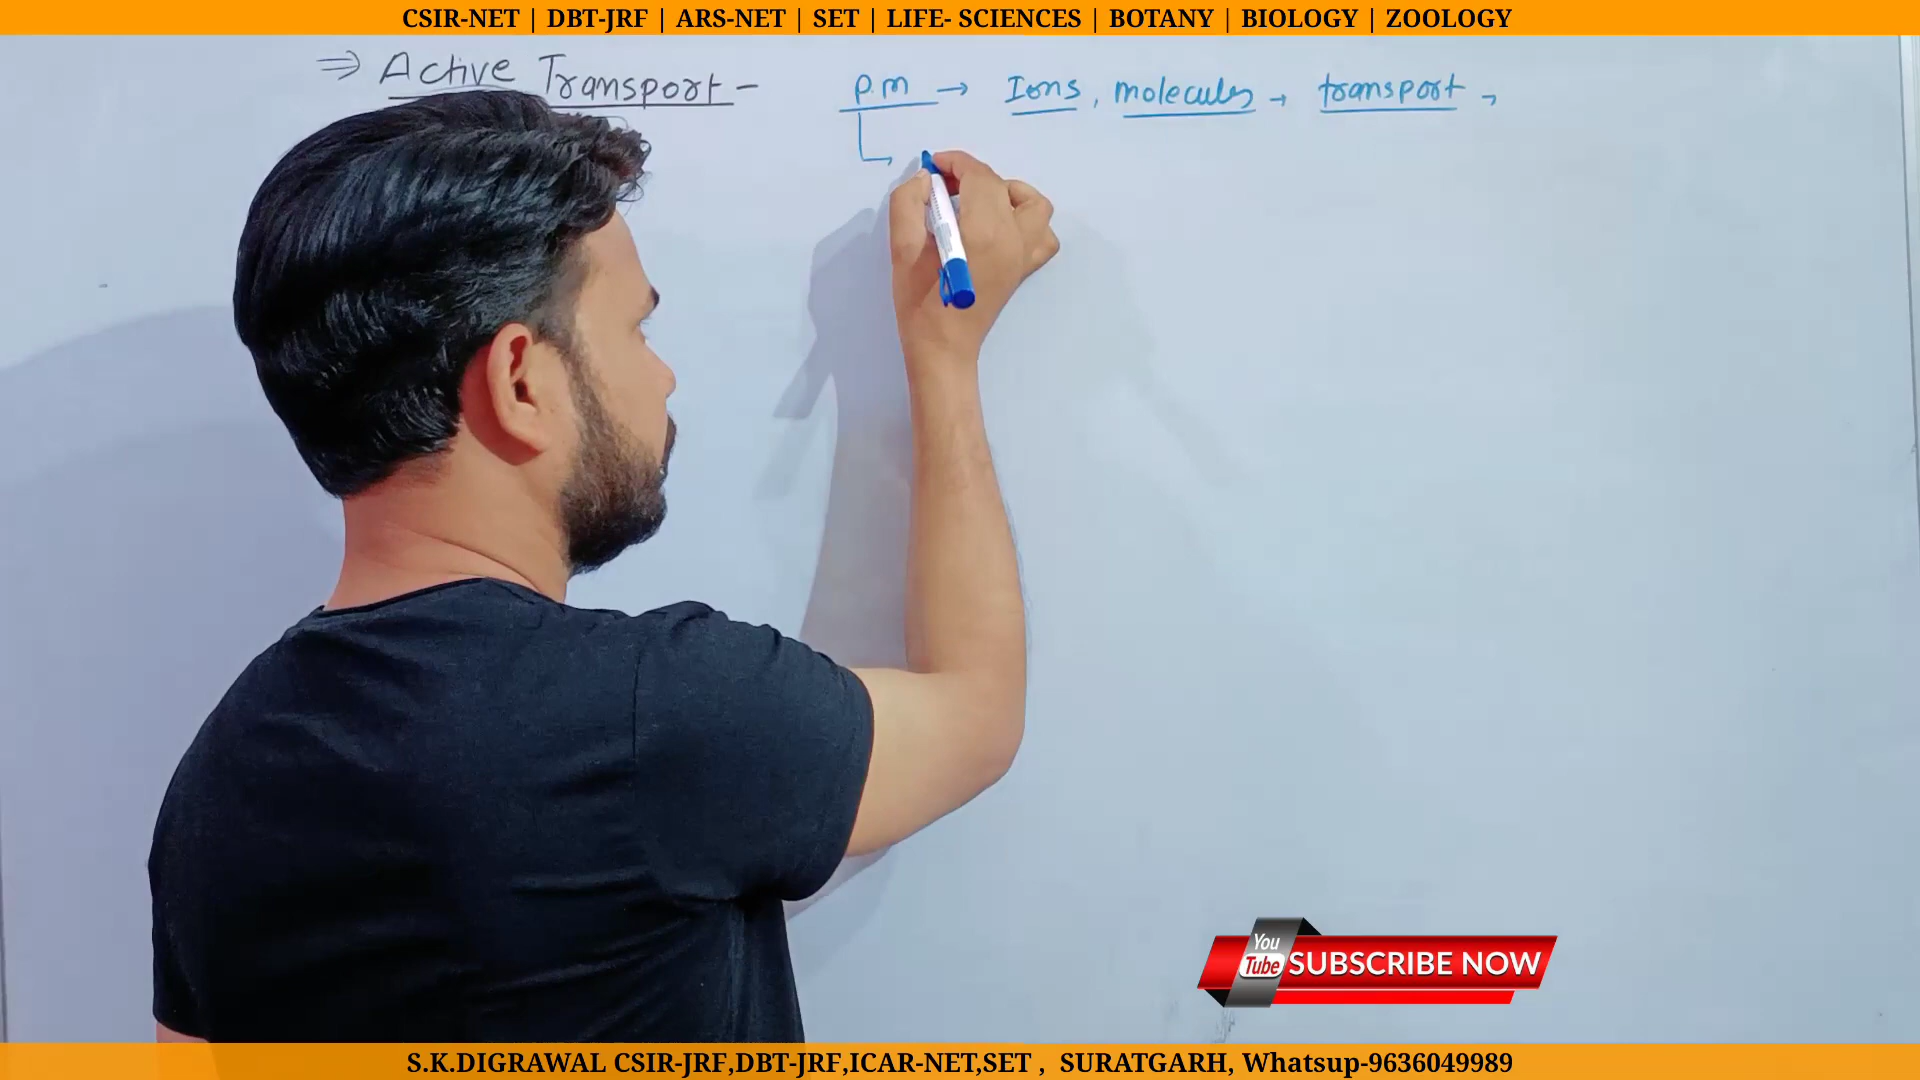 CSIR-NET | DBT-JRF | ARS-NET | SET | LIFE- SCIENCES | BOTANY | BIOLOGY | ZOOLOGY
⇒ Active Transport -
P.M → Ions, molecules → transport →
You
Tube SUBSCRIBE NOW
S.K.DIGRAWAL CSIR-JRF,DBT-JRF,ICAR-NET,SET , SURATGARH, Whatsup-9636049989